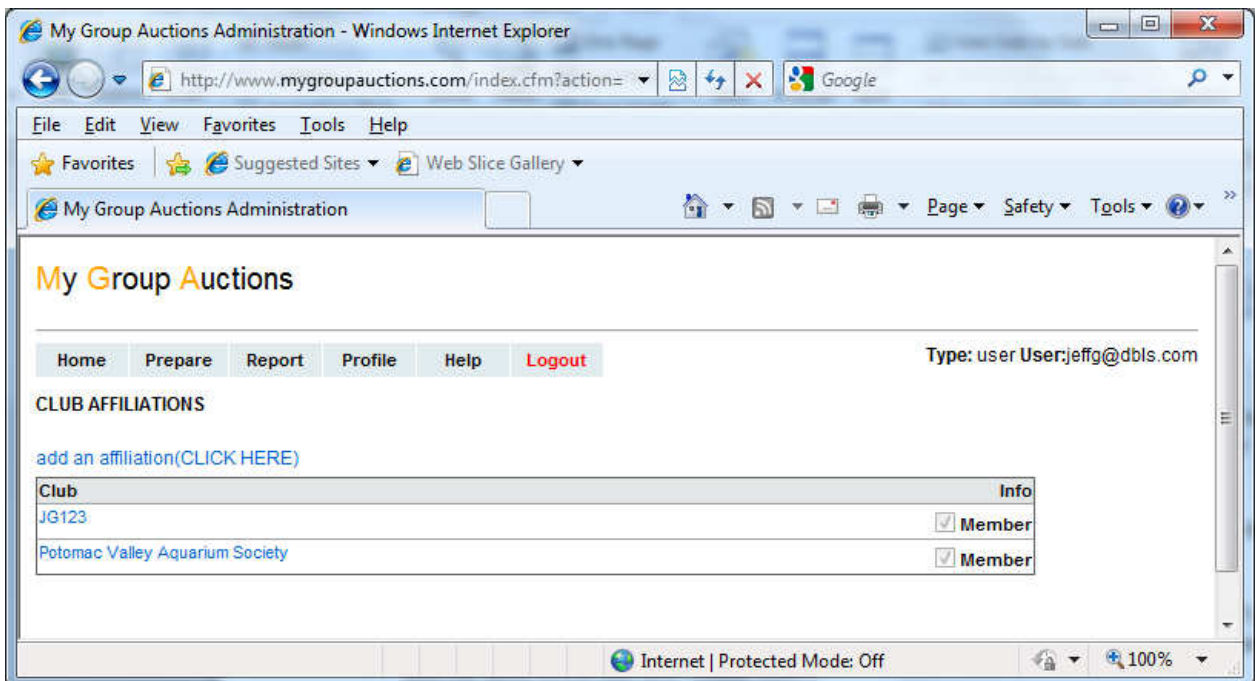 My Group Auctions Administration - Windows Internet Explorer
http://www.mygroupauctions.com/index.cfm?action= Google
File Edit View Favorites Tools Help
Favorites Suggested Sites Web Slice Gallery
My Group Auctions Administration Page Safety Tools
My Group Auctions
Home Prepare Report Profile Help Logout Type: user User:jeffg@dbls.com
CLUB AFFILIATIONS
add an affiliation(CLICK HERE)
Club Info
JG123 Member
Potomac Valley Aquarium Society Member
Internet | Protected Mode: Off 100%